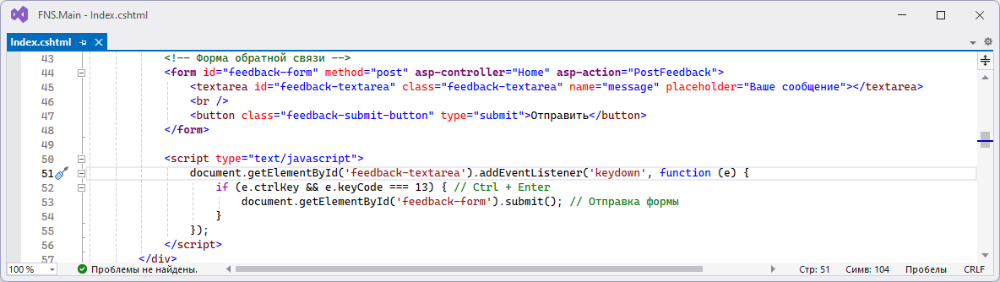 FNS.Main - Index.cshtml
Index.cshtml
43 <!-- Форма обратной связи -->
44 <form id="feedback-form" method="post" asp-controller="Home" asp-action="PostFeedback">
45 <textarea id="feedback-textarea" class="feedback-textarea" name="message" placeholder="Ваше сообщение"></textarea>
46 <br />
47 <button class="feedback-submit-button" type="submit">Отправить</button>
48 </form>
49
50 <script type="text/javascript">
51 document.getElementById('feedback-textarea').addEventListener('keydown', function (e) {
52 if (e.ctrlKey && e.keyCode === 13) { // Ctrl + Enter
53 document.getElementById('feedback-form').submit(); // Отправка формы
54 }
55 });
56 </script>
57 </div>
100 % Проблемы не найдены. Стр: 51 Симв: 104 Пробелы CRLF